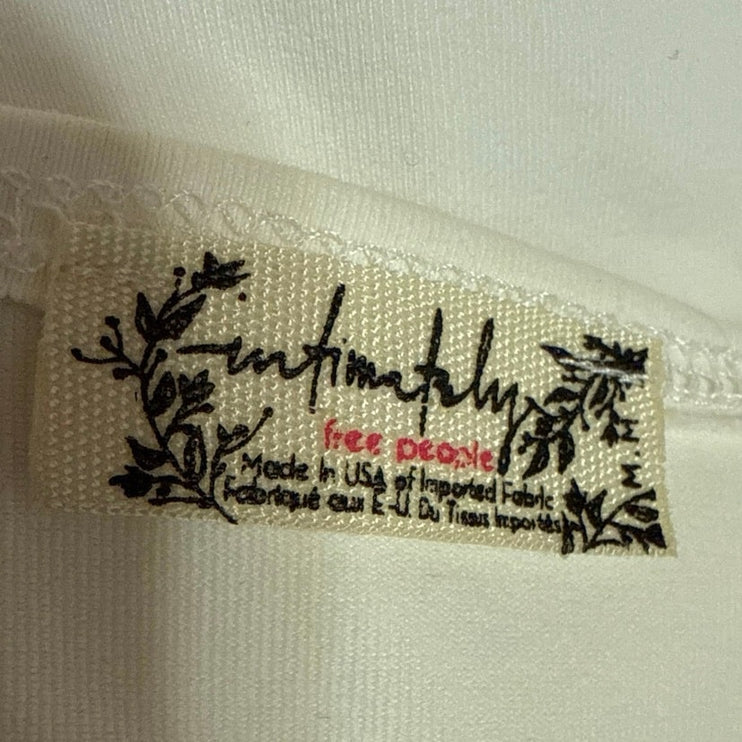 intimately
free people
Made In USA of Imported Fabric
Fabriqué aux E.-U. Du Tissus Importés
M.M